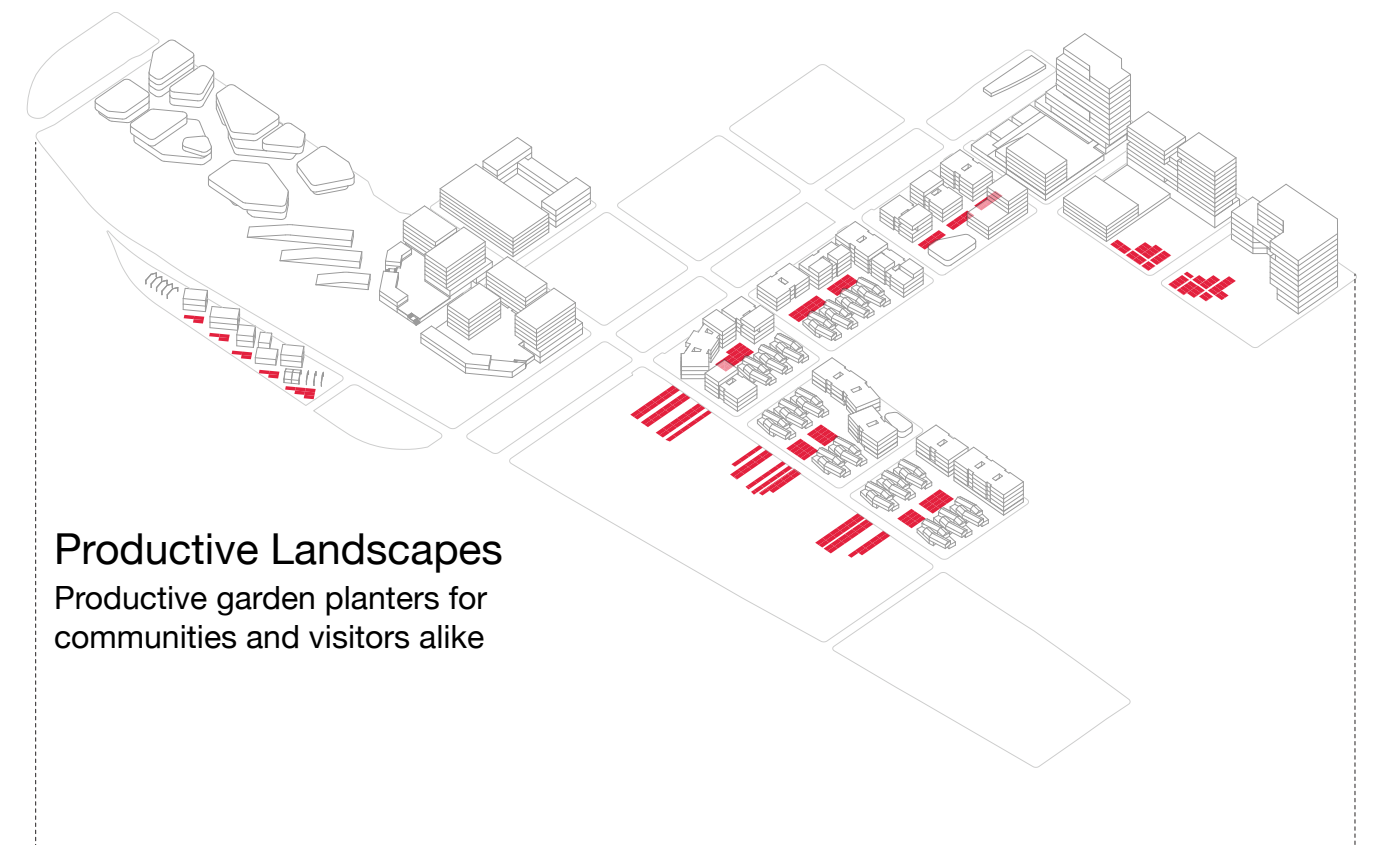 Productive Landscapes
Productive garden planters for
communities and visitors alike